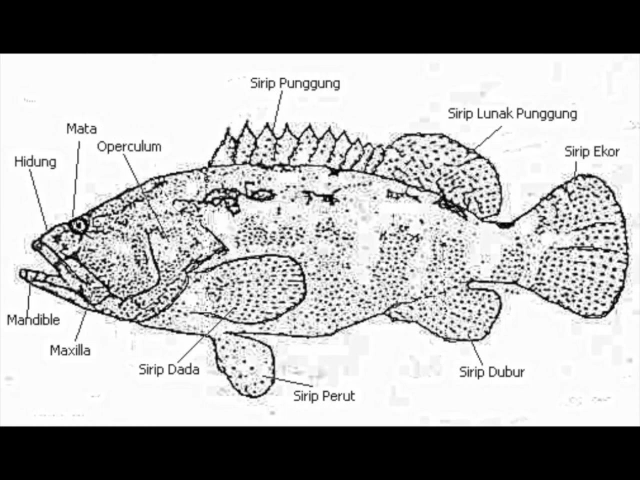 Sirip Punggung
Sirip Lunak Punggung
Mata
Operculum
Sirip Ekor
Hidung
Mandible
Maxilla
Sirip Dada
Sirip Dubur
Sirip Perut